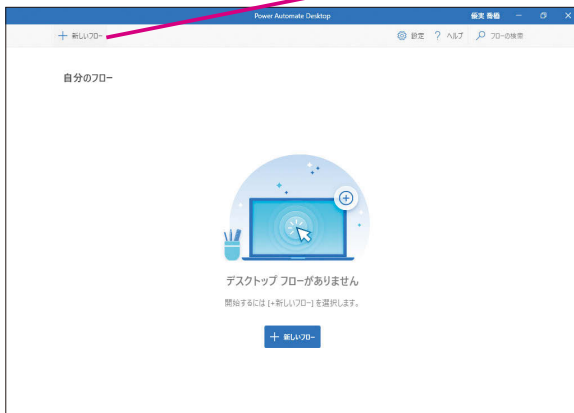 Power Automate Desktop
新しいフロー
設定 ? ヘルプ フローの検索
自分のフロー
デスクトップ フローがありません
開始するには [+新しいフロー] を選択します。
新しいフロー